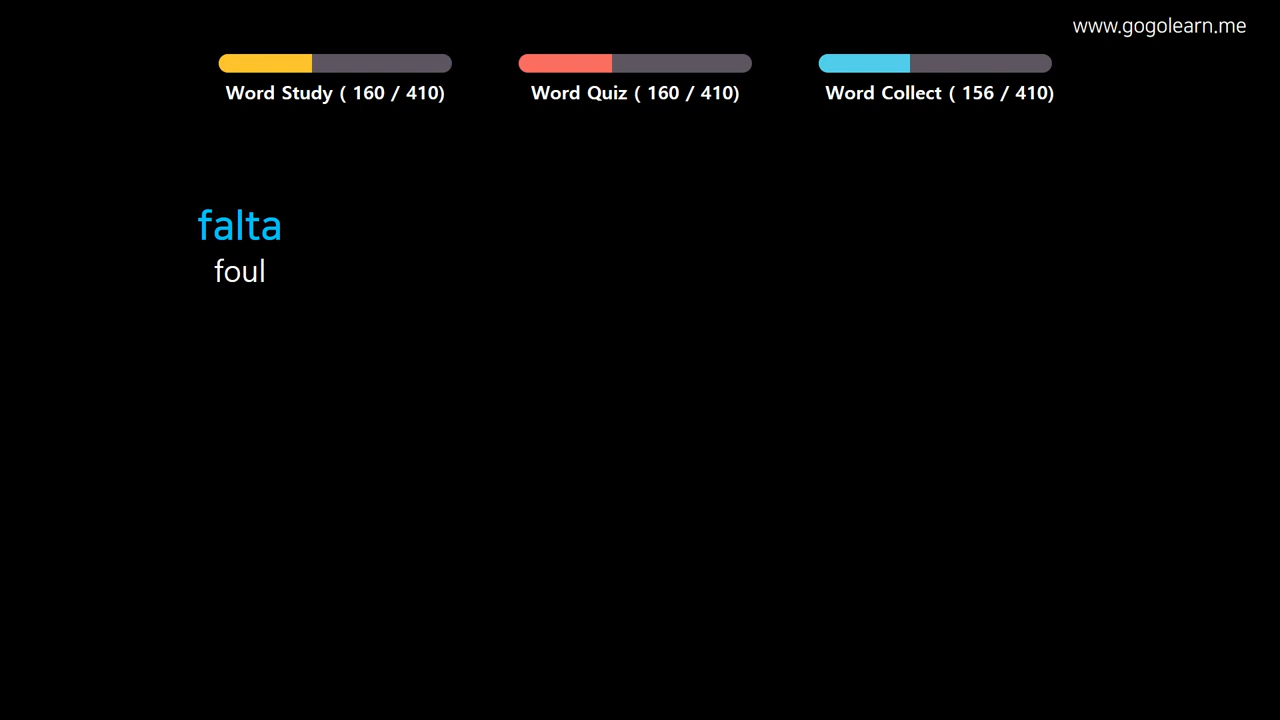 www.gogolearn.me
Word Study ( 160 / 410)
Word Quiz ( 160 / 410)
Word Collect ( 156 / 410)
falta
foul